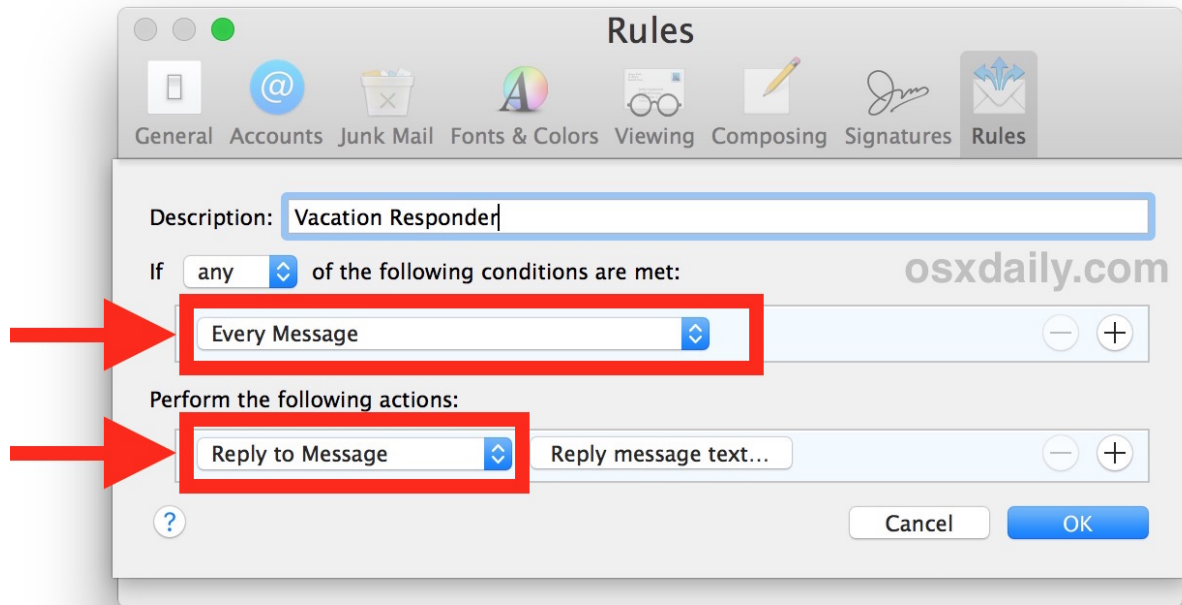 Rules
General Accounts Junk Mail Fonts & Colors Viewing Composing Signatures Rules
Description: Vacation Responder
If any of the following conditions are met:
osxdaily.com
Every Message
Perform the following actions:
Reply to Message Reply message text...
? Cancel OK